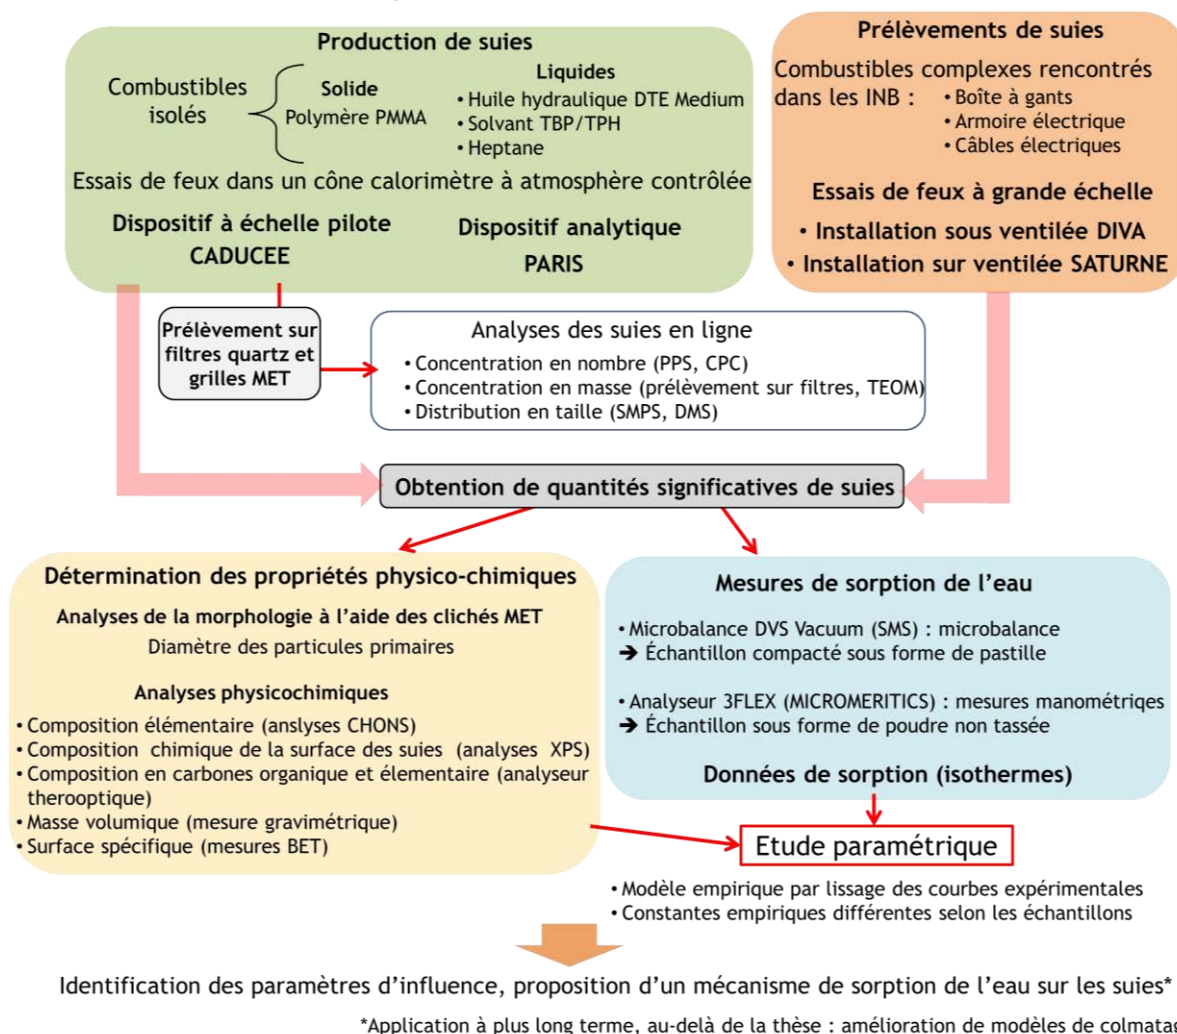 Production de suies
Combustibles
isolés
Solide
Polymère PMMA
Liquides
• Huile hydraulique DTE Medium
• Solvant TBP/TPH
• Heptane
Essais de feux dans un cône calorimètre à atmosphère contrôlée
Dispositif à échelle pilote
CADUCEE
Dispositif analytique
PARIS
Prélèvements de suies
Combustibles complexes rencontrés
dans les INB :
• Boîte à gants
• Armoire électrique
• Câbles électriques
Essais de feux à grande échelle
• Installation sous ventilée DIVA
• Installation sur ventilée SATURNE
Prélèvement sur
filtres quartz et
grilles MET
Analyses des suies en ligne
• Concentration en nombre (PPS, CPC)
• Concentration en masse (prélèvement sur filtres, TEOM)
• Distribution en taille (SMPS, DMS)
Obtention de quantités significatives de suies
Détermination des propriétés physico-chimiques
Analyses de la morphologie à l'aide des clichés MET
Diamètre des particules primaires
Analyses physicochimiques
• Composition élémentaire (anslyses CHONS)
• Composition chimique de la surface des suies (analyses XPS)
• Composition en carbones organique et élementaire (analyseur
therooptique)
• Masse volumique (mesure gravimétrique)
• Surface spécifique (mesures BET)
Mesures de sorption de l'eau
• Microbalance DVS Vacuum (SMS) : microbalance
➔ Échantillon compacté sous forme de pastille
• Analyseur 3FLEX (MICROMERITICS) : mesures manométriques
➔ Échantillon sous forme de poudre non tassée
Données de sorption (isothermes)
Etude paramétrique
• Modèle empirique par lissage des courbes expérimentales
• Constantes empiriques différentes selon les échantillons
Identification des paramètres d'influence, proposition d'un mécanisme de sorption de l'eau sur les suies*
*Application à plus long terme, au-delà de la thèse : amélioration de modèles de